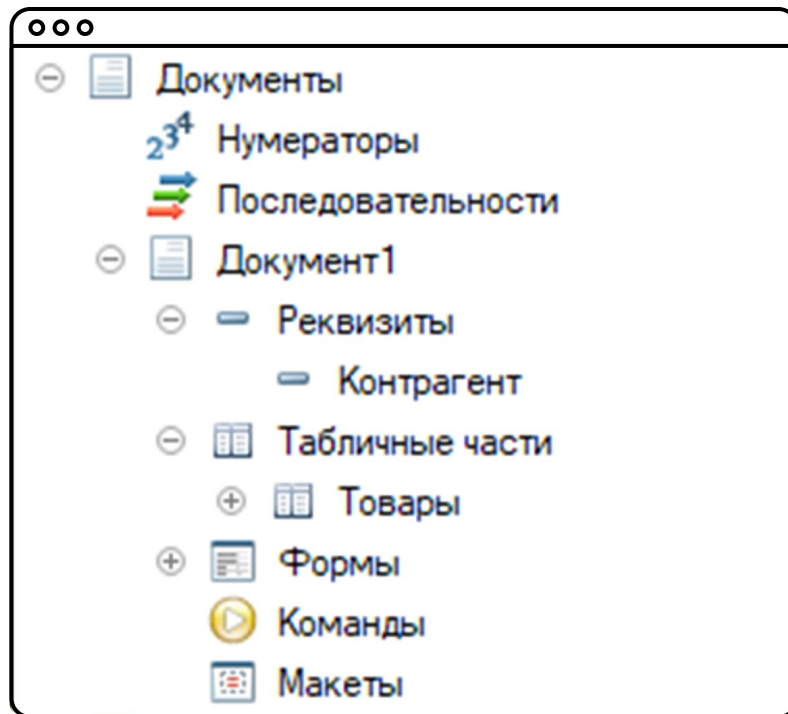 Документы
Нумераторы
Последовательности
Документ1
Реквизиты
Контрагент
Табличные части
Товары
Формы
Команды
Макеты